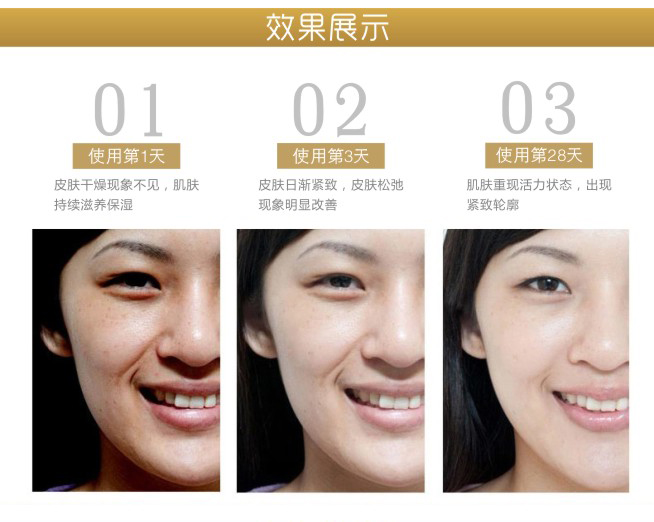 效果展示
01
使用第1天
皮肤干燥现象不见，肌肤
持续滋养保湿
02
使用第3天
皮肤日渐紧致，皮肤松弛
现象明显改善
03
使用第28天
肌肤重现活力状态，出现
紧致轮廓